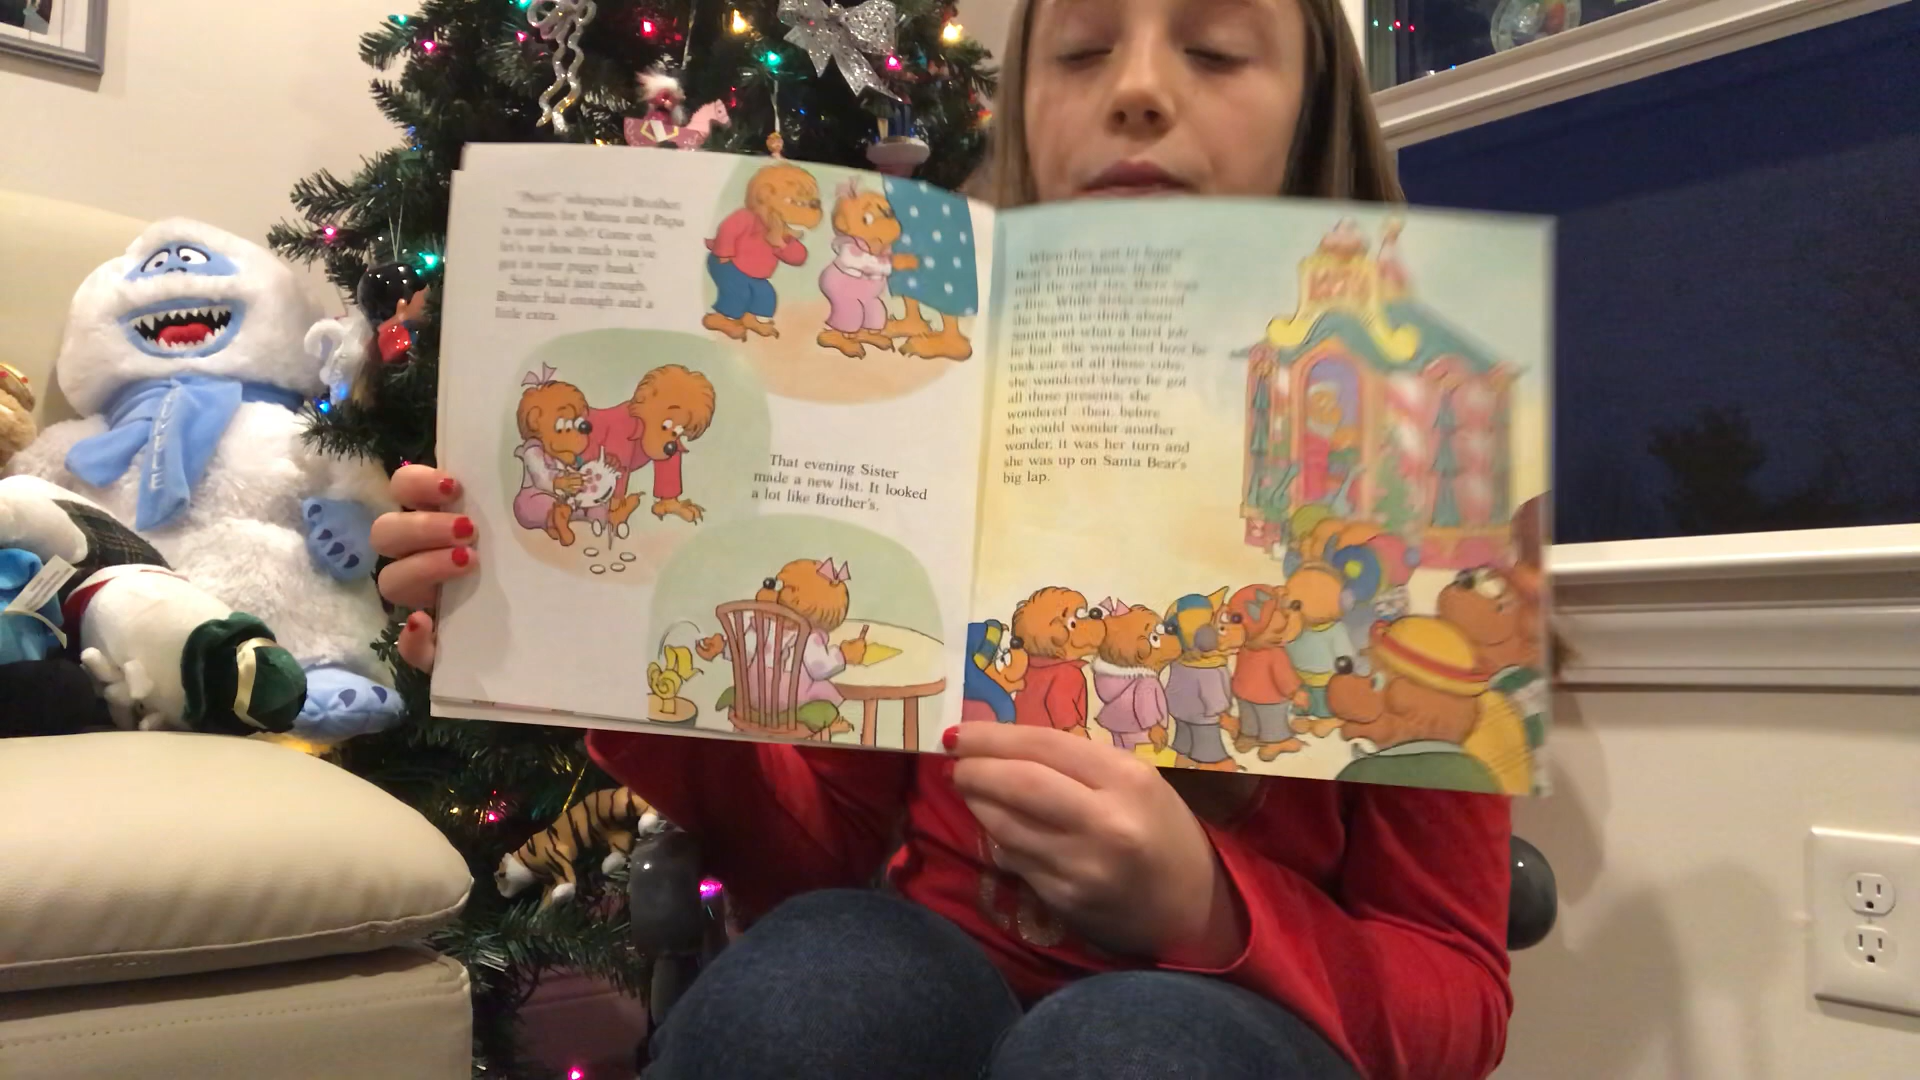 "Psst!" whispered Brother.
"Presents for Mama and Papa
is our job, silly! Come on,
let's see how much you've
got in your piggy bank."
Sister had just enough.
Brother had enough and a
little extra.
That evening Sister
made a new list. It looked
a lot like Brother's.
When they got to Santa
Bear's little house in the
mall the next day, there was
a line. While Sister waited
she began to think about
Santa and what a hard job
he had. She wondered how he
took care of all those cubs,
she wondered where he got
all those presents, she
wondered then, before
she could wonder another
wonder, it was her turn and
she was up on Santa Bear's
big lap.